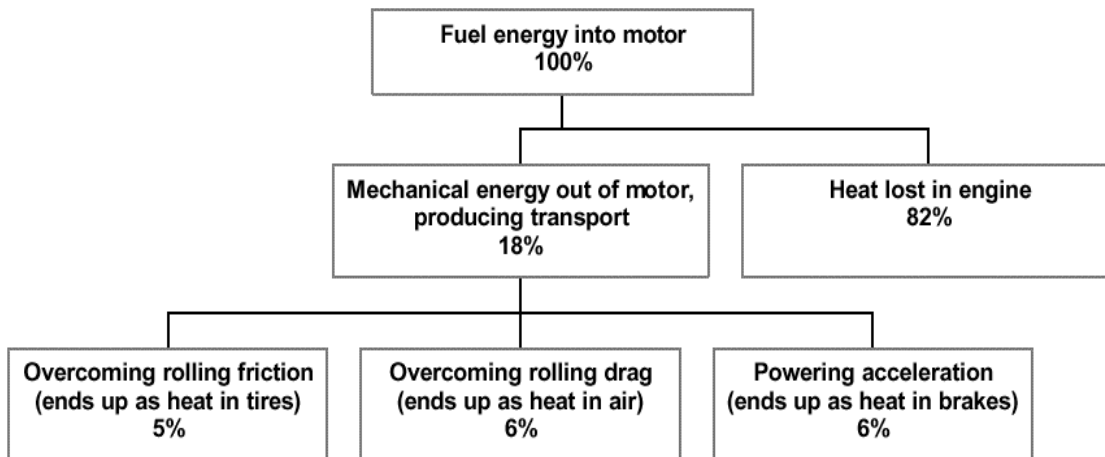 Fuel energy into motor
100%
Mechanical energy out of motor,
producing transport
18%
Heat lost in engine
82%
Overcoming rolling friction
(ends up as heat in tires)
5%
Overcoming rolling drag
(ends up as heat in air)
6%
Powering acceleration
(ends up as heat in brakes)
6%